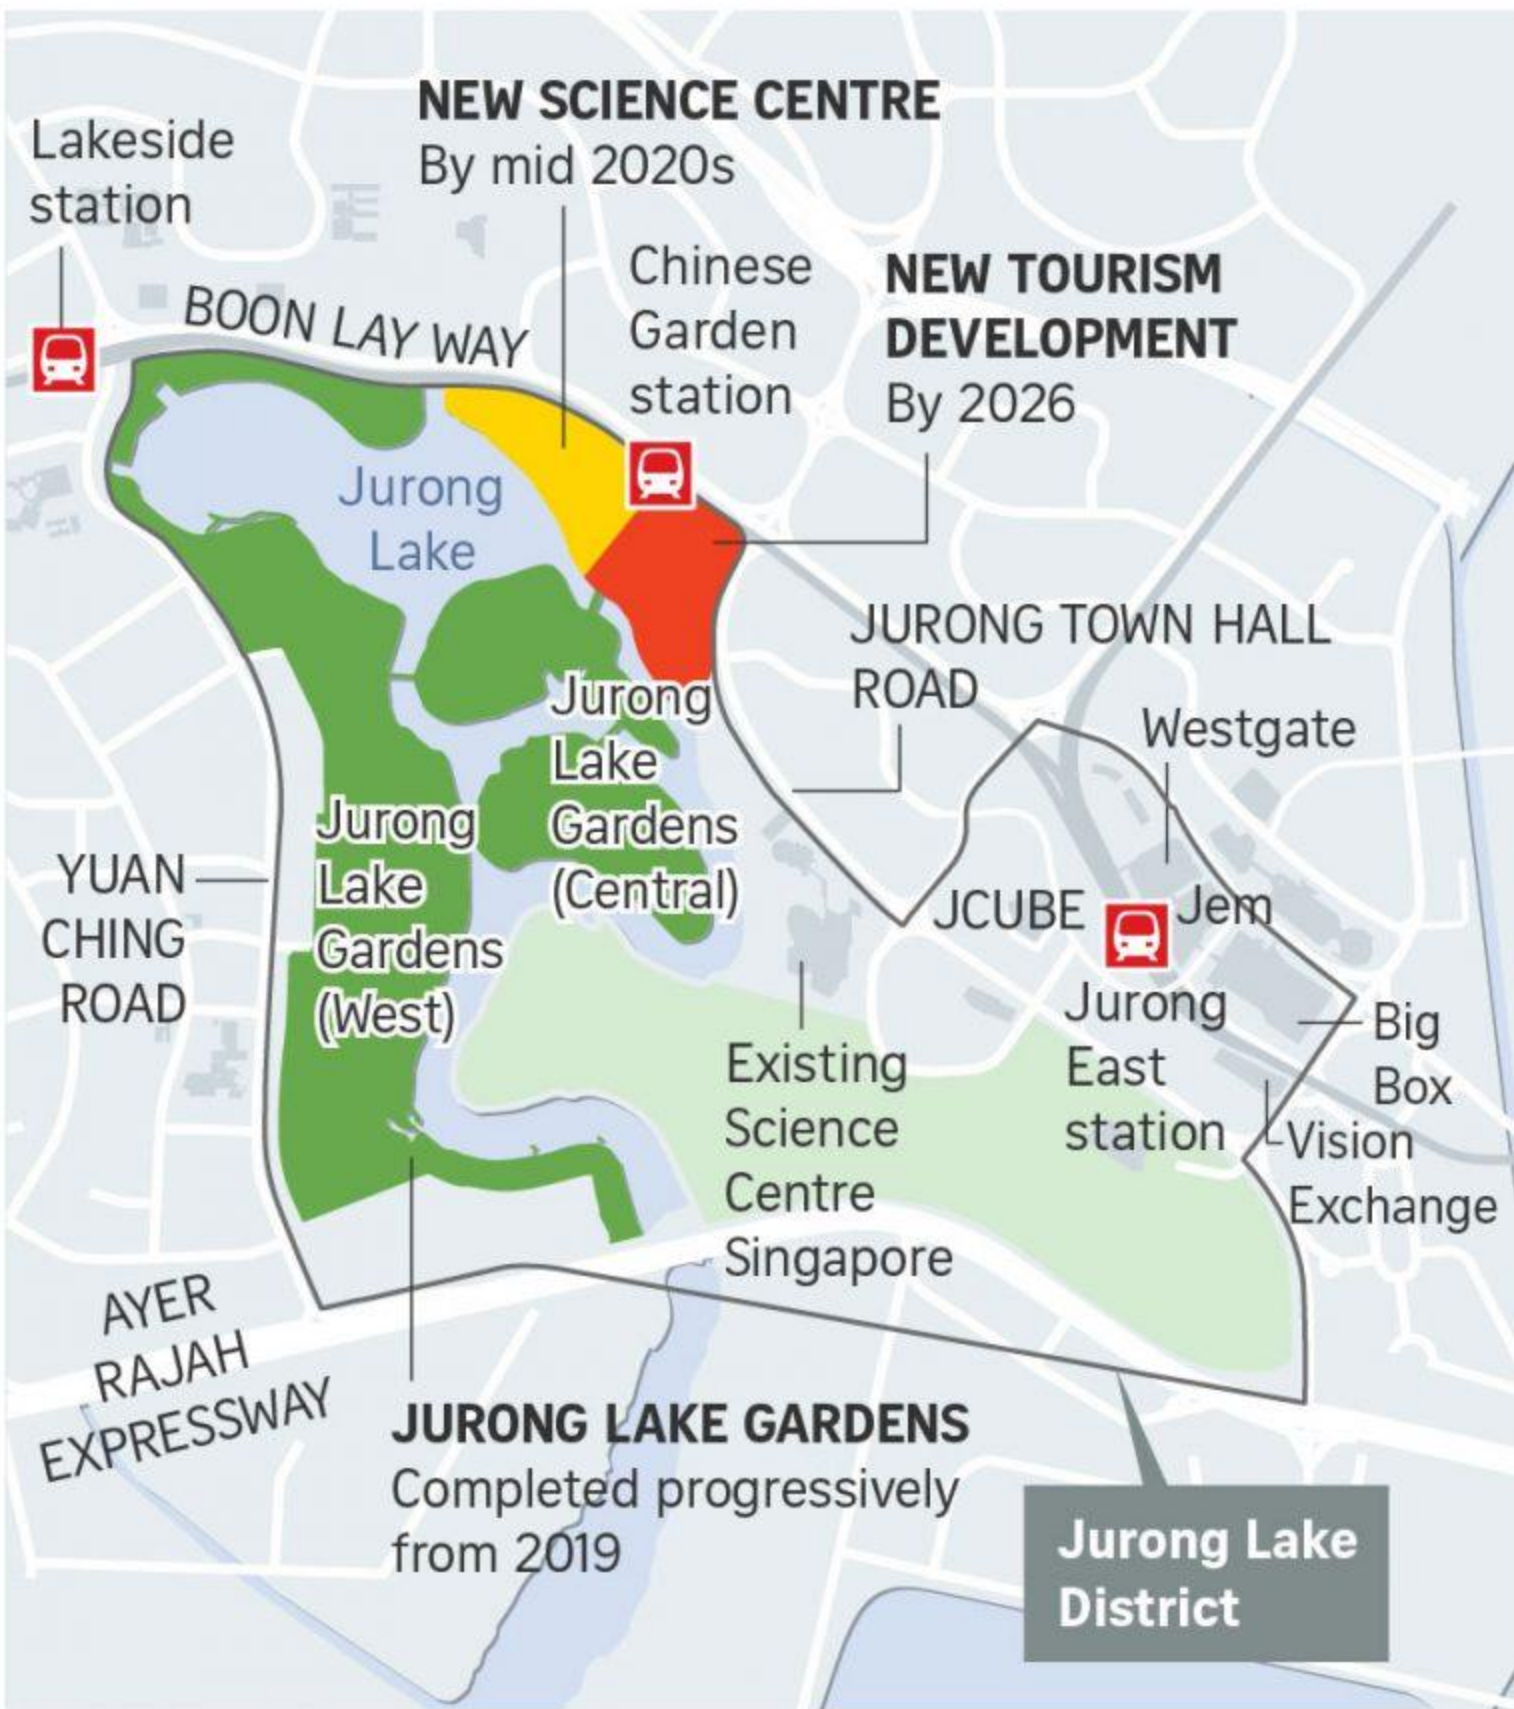 NEW SCIENCE CENTRE
By mid 2020s
Lakeside
station
Chinese
Garden
station
NEW TOURISM
DEVELOPMENT
By 2026
BOON LAY WAY
Jurong
Lake
JURONG TOWN HALL
ROAD
Westgate
Jurong
Lake
Gardens
(Central)
Jurong
Lake
Gardens
(West)
YUAN
CHING
ROAD
JCUBE
Jem
Jurong
East
station
Big
Box
Vision
Exchange
Existing
Science
Centre
Singapore
AYER
RAJAH
EXPRESSWAY
JURONG LAKE GARDENS
Completed progressively
from 2019
Jurong Lake
District